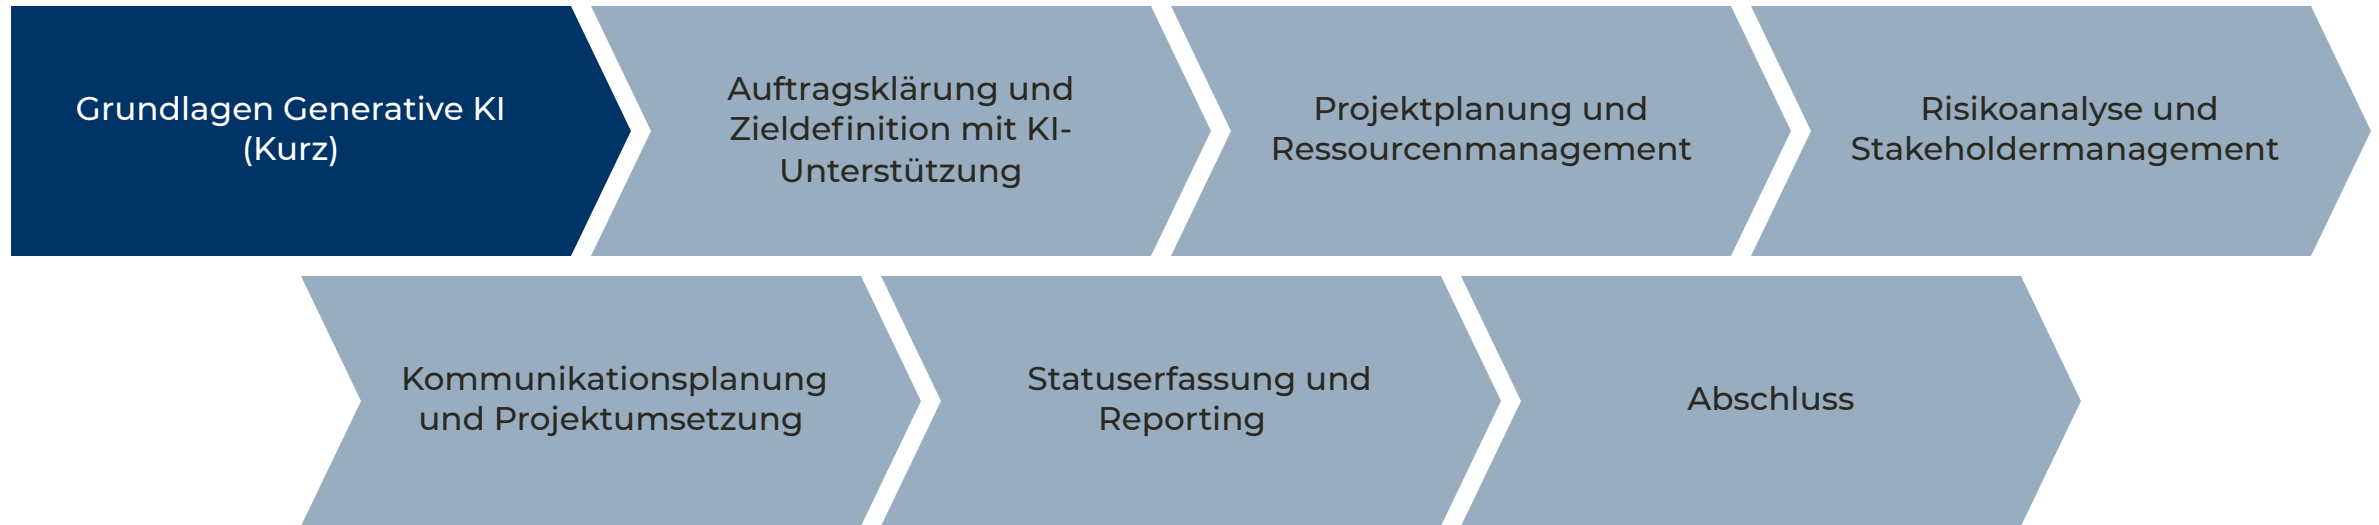 Grundlagen Generative KI
(Kurz)
Auftragsklärung und
Zieldefinition mit KI-
Unterstützung
Projektplanung und
Ressourcenmanagement
Risikoanalyse und
Stakeholdermanagement
Kommunikationsplanung
und Projektumsetzung
Statuserfassung und
Reporting
Abschluss